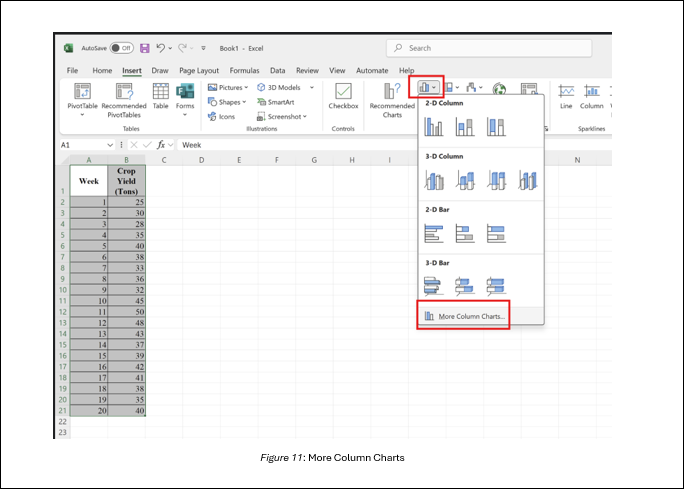 AutoSave Off Book1 - Excel Search
File Home Insert Draw Page Layout Formulas Data Review View Automate Help
PivotTable Recommended PivotTables Table Forms
Pictures 3D Models
Shapes SmartArt
Icons Screenshot
Checkbox Recommended Charts
Line Column
Tables Illustrations Controls Sparklines
A1 fx Week
A B C D E F G H I N
1 Week Crop Yield (Tons)
2 1 25
3 2 30
4 3 28
5 4 35
6 5 40
7 6 38
8 7 33
9 8 36
10 9 32
11 10 45
12 11 50
13 12 48
14 13 43
15 14 37
16 15 39
17 16 42
18 17 41
19 18 38
20 19 35
21 20 40
22
23
2-D Column
3-D Column
2-D Bar
3-D Bar
More Column Charts...
Figure 11: More Column Charts